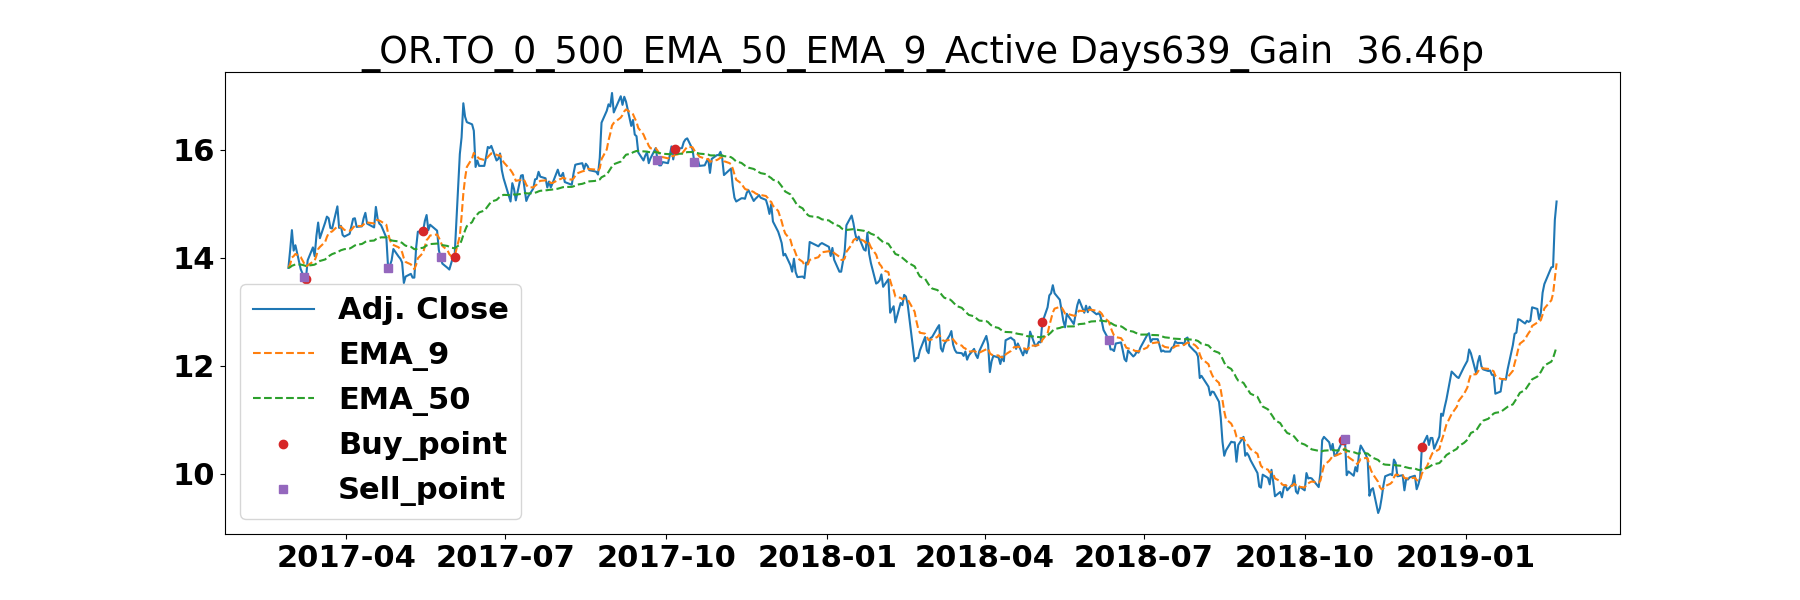 _OR.TO_0_500_EMA_50_EMA_9_Active Days639_Gain  36.46p
16
14
12
10
Adj. Close
EMA_9
EMA_50
Buy_point
Sell_point
2017-04 2017-07 2017-10 2018-01 2018-04 2018-07 2018-10 2019-01